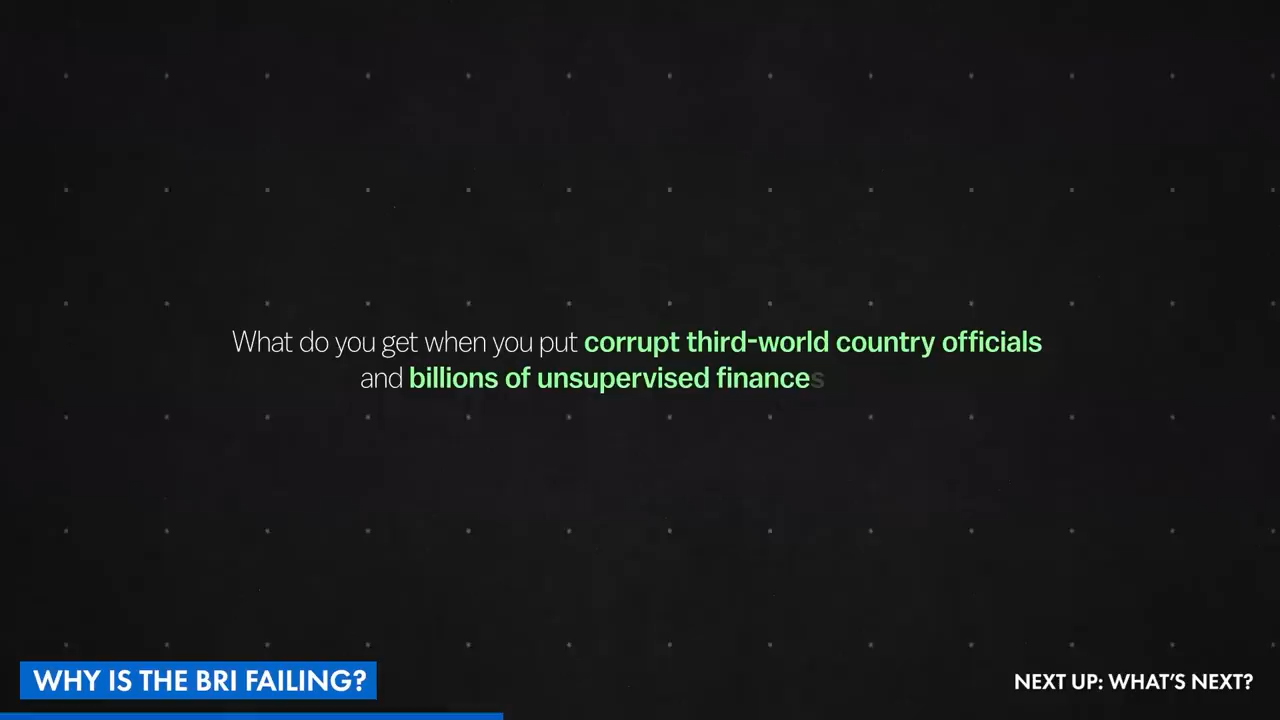 What do you get when you put corrupt third-world country officials
and billions of unsupervised finances
WHY IS THE BRI FAILING?
NEXT UP: WHAT'S NEXT?